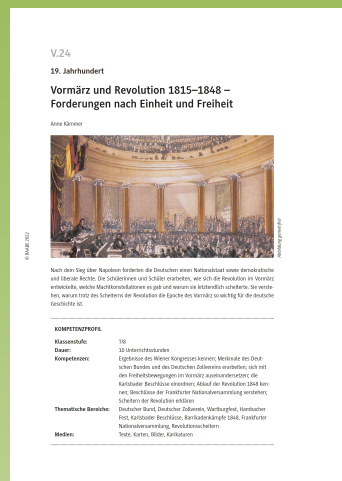 V.24
19. Jahrhundert
Vormärz und Revolution 1815–1848 –
Forderungen nach Einheit und Freiheit
Anne Kämmer
© RAABE 2022
Abbildung gemeinfrei
Nach dem Sieg über Napoleon forderten die Deutschen einen Nationalstaat sowie demokratische
und liberale Rechte. Die Schülerinnen und Schüler erarbeiten, wie sich die Revolution im Vormärz
entwickelte, welche Machtkonstellationen es gab und warum sie letztendlich scheiterte. Sie verste-
hen, warum trotz des Scheiterns der Revolution die Epoche des Vormärz so wichtig für die deutsche
Geschichte ist.
KOMPETENZPROFIL
Klassenstufe: 7/8
Dauer: 10 Unterrichtsstunden
Kompetenzen: Ergebnisse des Wiener Kongresses kennen; Merkmale des Deut-
schen Bundes und des Deutschen Zollvereins erarbeiten; sich mit
den Freiheitsbewegungen im Vormärz auseinandersetzen; die
Karlsbader Beschlüsse einordnen; Ablauf der Revolution 1848 ken-
nen; Beschlüsse der Frankfurter Nationalversammlung verstehen;
Scheitern der Revolution erklären
Thematische Bereiche: Deutscher Bund, Deutscher Zollverein, Wartburgfest, Hambacher
Fest, Karlsbader Beschlüsse, Barrikadenkämpfe 1848, Frankfurter
Nationalversammlung, Revolutionsscheitern
Medien: Texte, Karten, Bilder, Karikaturen